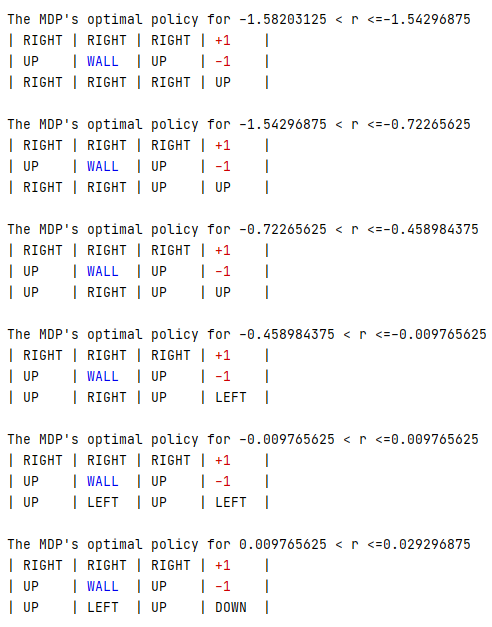 The MDP's optimal policy for -1.58203125 < r <=-1.54296875
| RIGHT | RIGHT | RIGHT | +1    |
| UP    | WALL  | UP    | -1    |
| RIGHT | RIGHT | RIGHT | UP    |
The MDP's optimal policy for -1.54296875 < r <=-0.72265625
| RIGHT | RIGHT | RIGHT | +1    |
| UP    | WALL  | UP    | -1    |
| RIGHT | RIGHT | UP    | UP    |
The MDP's optimal policy for -0.72265625 < r <=-0.458984375
| RIGHT | RIGHT | RIGHT | +1    |
| UP    | WALL  | UP    | -1    |
| UP    | RIGHT | UP    | UP    |
The MDP's optimal policy for -0.458984375 < r <=-0.009765625
| RIGHT | RIGHT | RIGHT | +1    |
| UP    | WALL  | UP    | -1    |
| UP    | RIGHT | UP    | LEFT  |
The MDP's optimal policy for -0.009765625 < r <=0.009765625
| RIGHT | RIGHT | RIGHT | +1    |
| UP    | WALL  | UP    | -1    |
| UP    | LEFT  | UP    | LEFT  |
The MDP's optimal policy for 0.009765625 < r <=0.029296875
| RIGHT | RIGHT | RIGHT | +1    |
| UP    | WALL  | UP    | -1    |
| UP    | LEFT  | UP    | DOWN  |